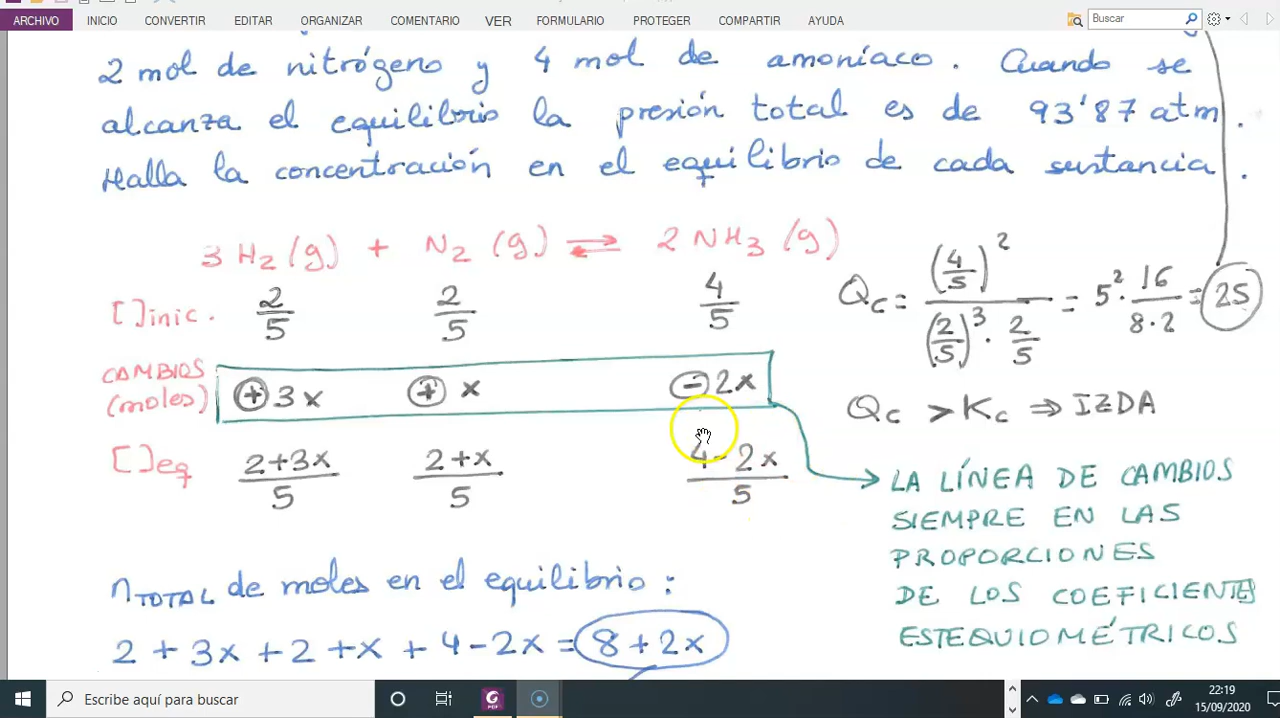 ARCHIVO INICIO CONVERTIR EDITAR ORGANIZAR COMENTARIO VER FORMULARIO PROTEGER COMPARTIR AYUDA Buscar
2 mol de nitrógeno y 4 mol de amoníaco. Cuando se
alcanza el equilibrio la presión total es de 93'87 atm.
Halla la concentración en el equilibrio de cada sustancia.
3 H₂ (g) + N₂ (g) ⇌ 2 NH₃ (g)
[ ]inic. 2/5 2/5 4/5
Qc = (4/5)² / (2/5)³ · 2/5 = 5² · 16/8·2 = 25
CAMBIOS (moles) + 3x + x - 2x
Qc > Kc ⇒ IZDA
[ ]eq 2+3x/5 2+x/5 4-2x/5
LA LÍNEA DE CAMBIOS
SIEMPRE EN LAS
PROPORCIONES
DE LOS COEFICIENTE
ESTEQUIOMÉTRICOS
nTOTAL de moles en el equilibrio:
2 + 3x + 2 + x + 4 - 2x = 8 + 2x
Escribe aquí para buscar
22:19
15/09/2020